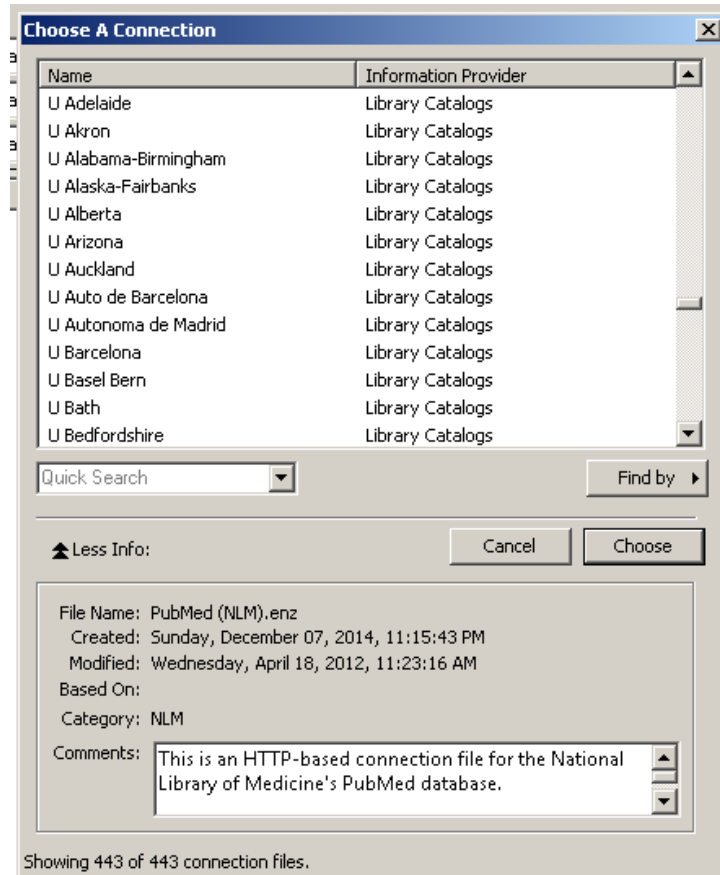 Choose A Connection
Name Information Provider
U Adelaide Library Catalogs
U Akron Library Catalogs
U Alabama-Birmingham Library Catalogs
U Alaska-Fairbanks Library Catalogs
U Alberta Library Catalogs
U Arizona Library Catalogs
U Auckland Library Catalogs
U Auto de Barcelona Library Catalogs
U Autonoma de Madrid Library Catalogs
U Barcelona Library Catalogs
U Basel Bern Library Catalogs
U Bath Library Catalogs
U Bedfordshire Library Catalogs
Quick Search Find by
Less Info: Cancel Choose
File Name: PubMed (NLM).enz
Created: Sunday, December 07, 2014, 11:15:43 PM
Modified: Wednesday, April 18, 2012, 11:23:16 AM
Based On:
Category: NLM
Comments: This is an HTTP-based connection file for the National
Library of Medicine's PubMed database.
Showing 443 of 443 connection files.